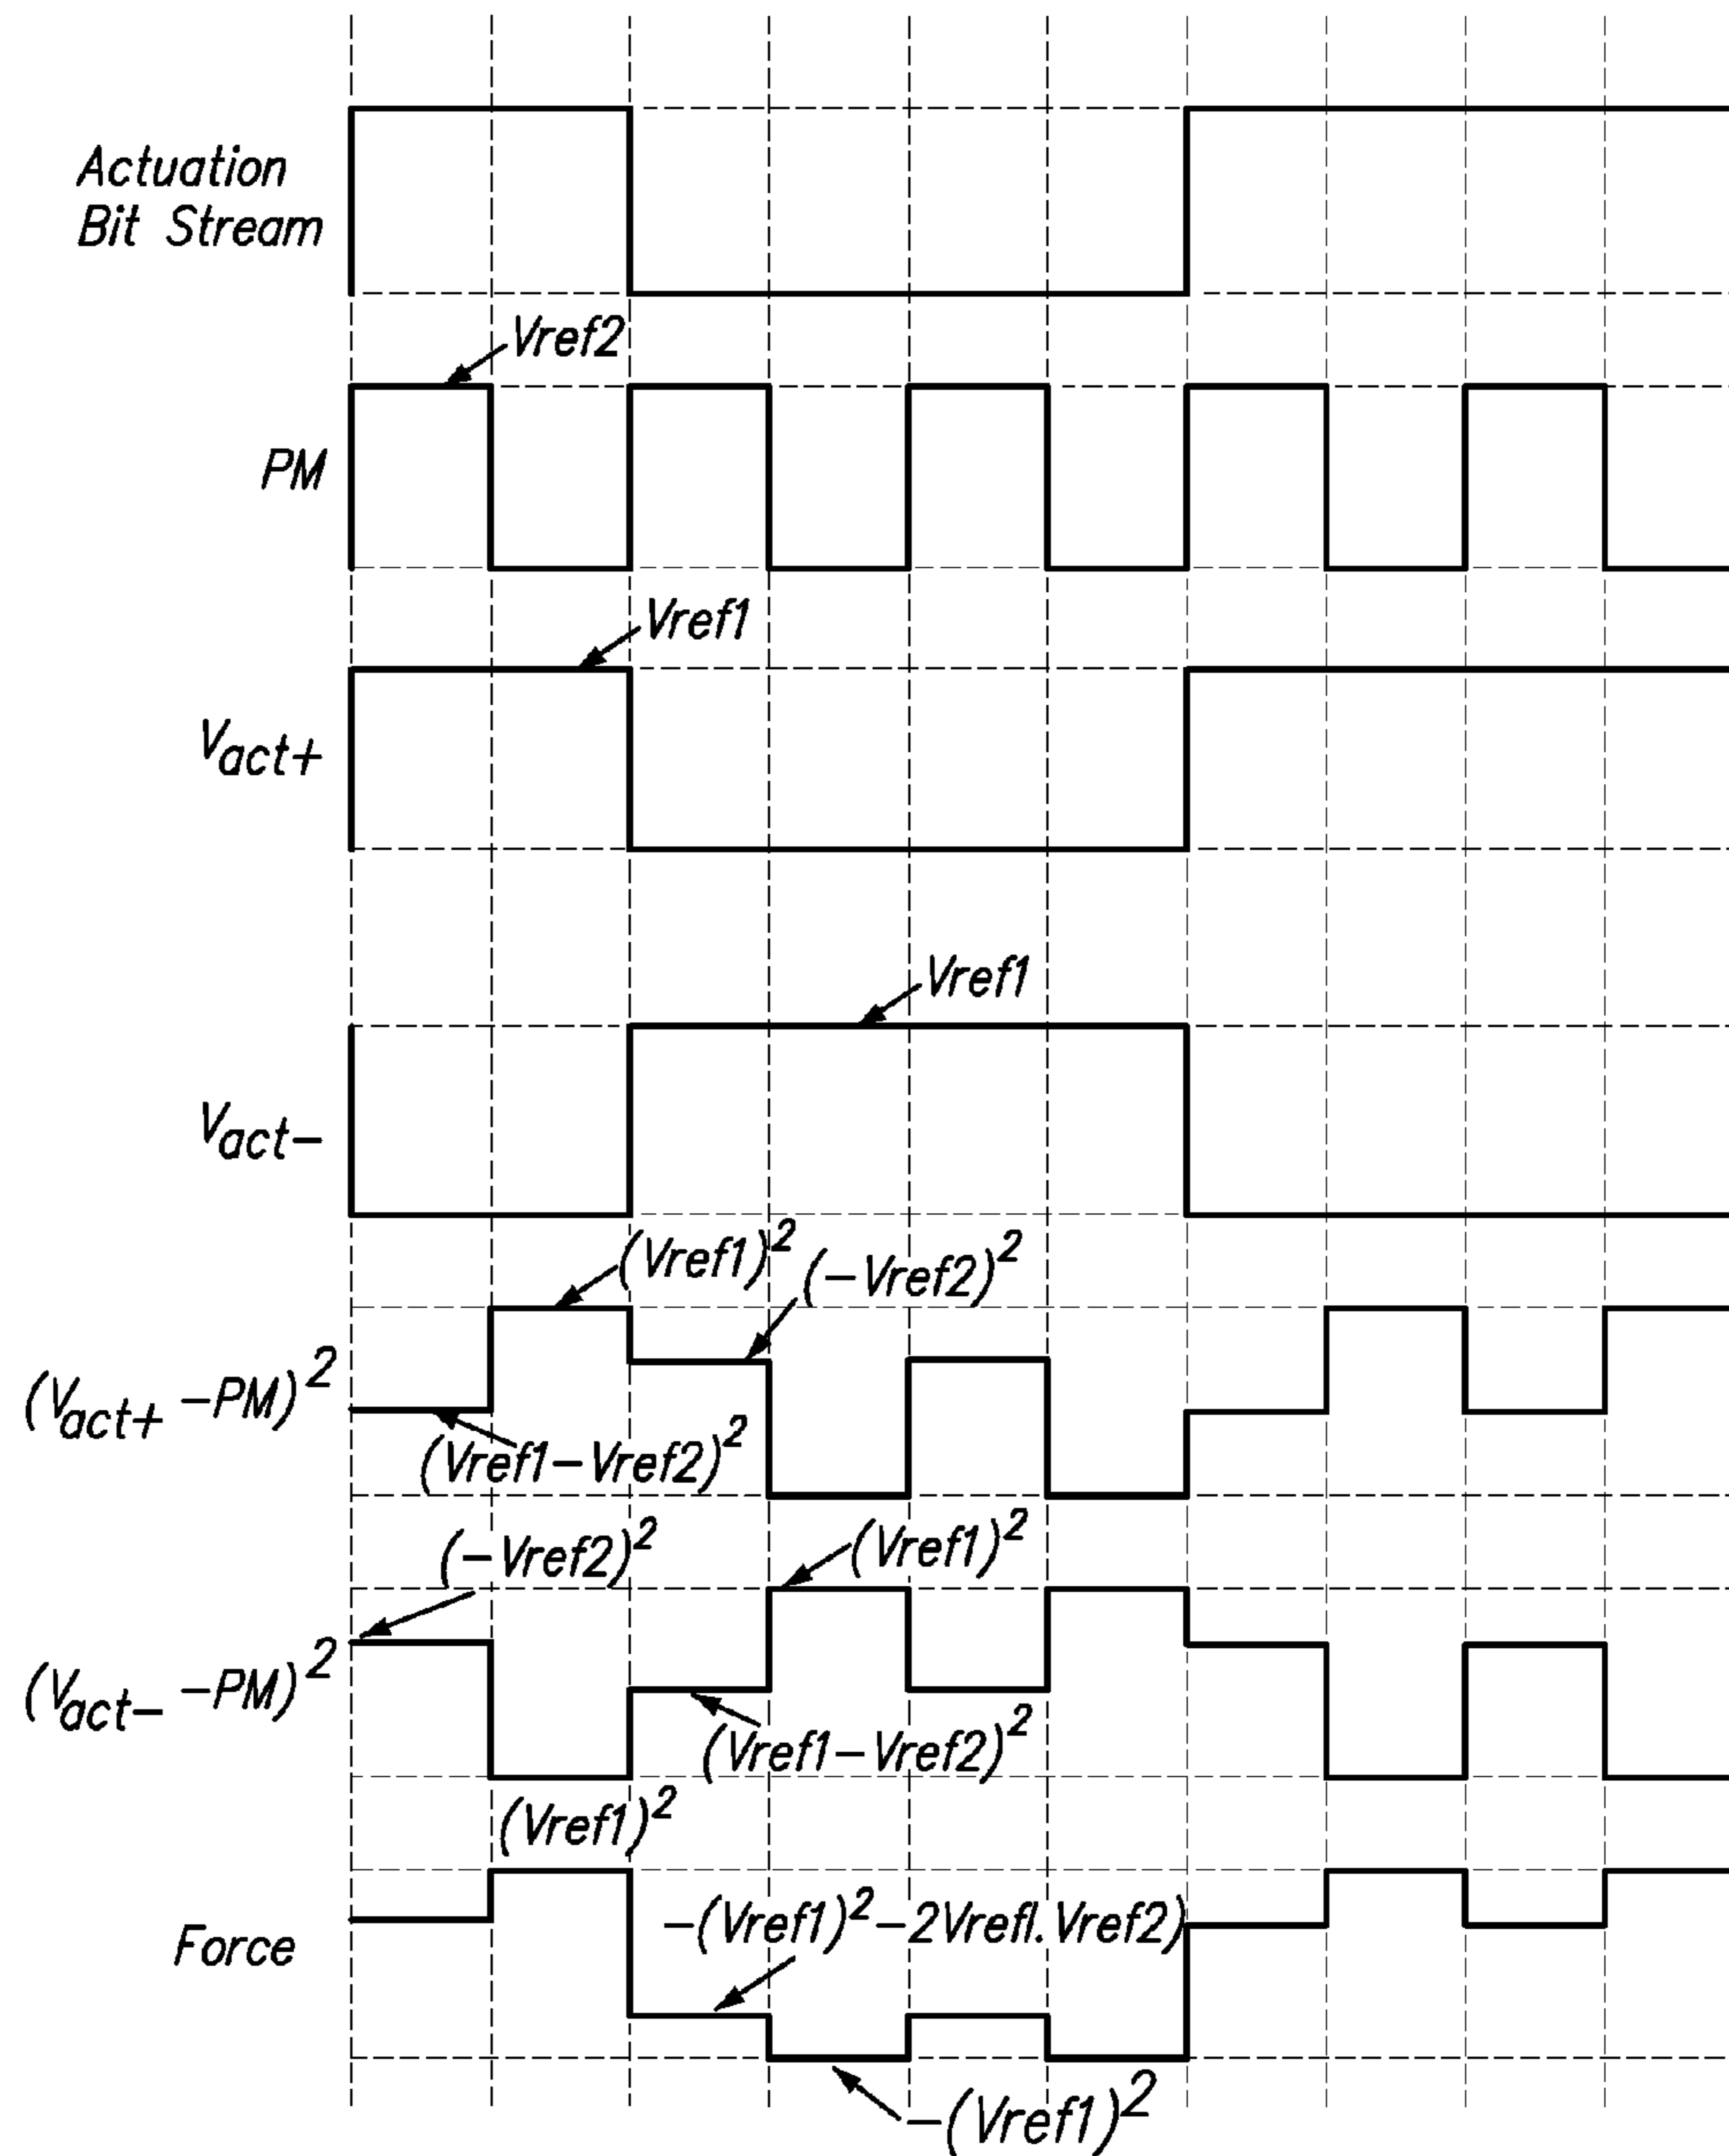 Actuation
Bit Stream
Vref2
PM
Vref1
Vact+
Vref1
Vact−
(Vref1)²
(−Vref2)²
(Vact+ −PM)²
(Vref1−Vref2)²
(−Vref2)²
(Vref1)²
(Vact− −PM)²
(Vref1−Vref2)²
(Vref1)²
−(Vref1)²−2Vrefl.Vref2)
Force
−(Vref1)²